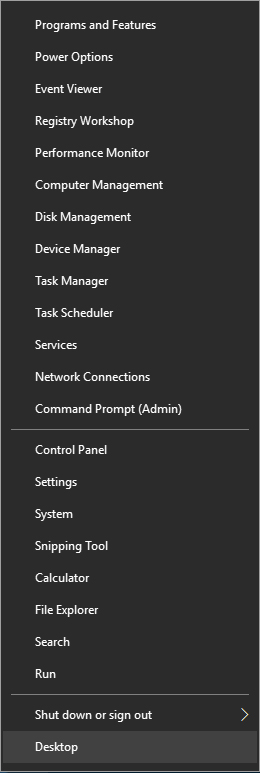 Programs and Features
Power Options
Event Viewer
Registry Workshop
Performance Monitor
Computer Management
Disk Management
Device Manager
Task Manager
Task Scheduler
Services
Network Connections
Command Prompt (Admin)
Control Panel
Settings
System
Snipping Tool
Calculator
File Explorer
Search
Run
Shut down or sign out
Desktop